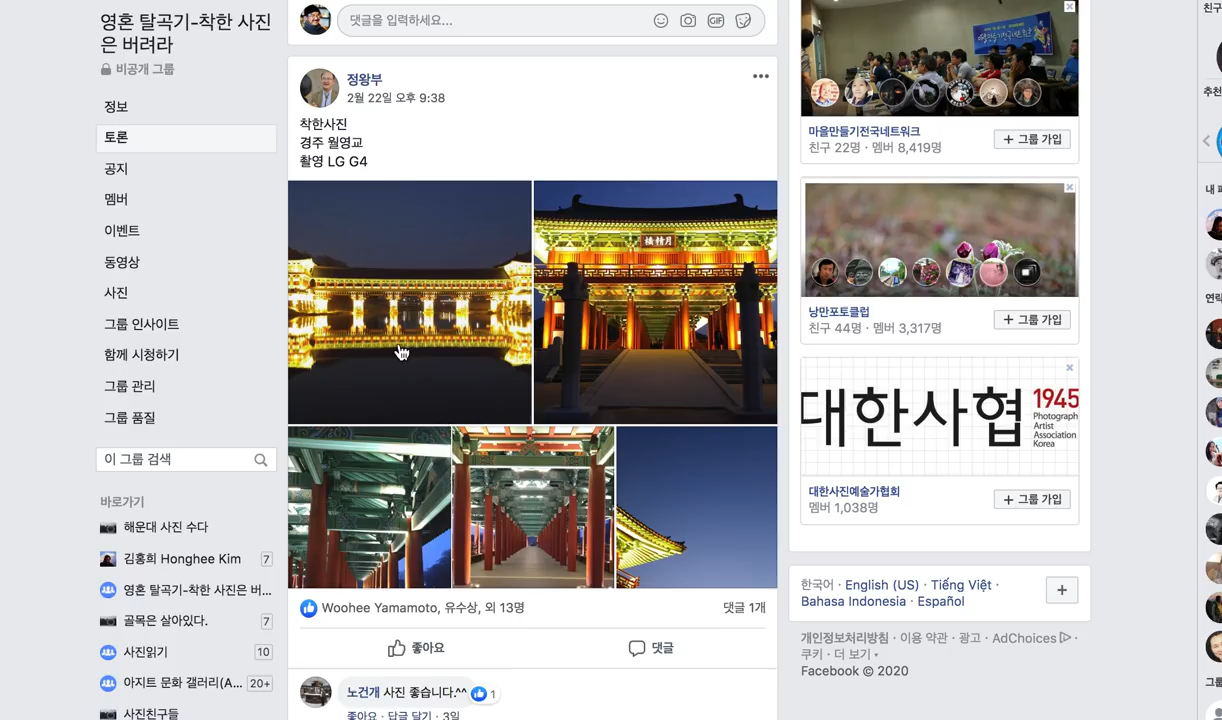 영혼 탈곡기-착한 사진
은 버려라
비공개 그룹
정보
토론
공지
멤버
이벤트
동영상
사진
그룹 인사이트
함께 시청하기
그룹 관리
그룹 품질
이 그룹 검색
바로가기
해운대 사진 수다
김홍희 Honghee Kim 7
영혼 탈곡기-착한 사진은 버...
골목은 살아있다. 7
사진읽기 10
아지트 문화 갤러리(A... 20+
사진친구들
댓글을 입력하세요...
GIF
정왕부
2월 22일 오후 9:38
착한사진
경주 월영교
촬영 LG G4
橋精月
Woohee Yamamoto, 유수상, 외 13명
댓글 1개
좋아요
댓글
노건개 사진 좋습니다.^^ 1
좋아요 · 답글 달기 · 3일
마을만들기전국네트워크
친구 22명 · 멤버 8,419명
+ 그룹 가입
낭만포토클럽
친구 44명 · 멤버 3,317명
+ 그룹 가입
대한사협
1945
Photograph
Artist
Association
Korea
대한사진예술가협회
멤버 1,038명
+ 그룹 가입
한국어 · English (US) · Tiếng Việt ·
Bahasa Indonesia · Español
개인정보처리방침 · 이용 약관 · 광고 · AdChoices ·
쿠키 · 더 보기
Facebook © 2020
친구
추천
내 페
연락
그룹